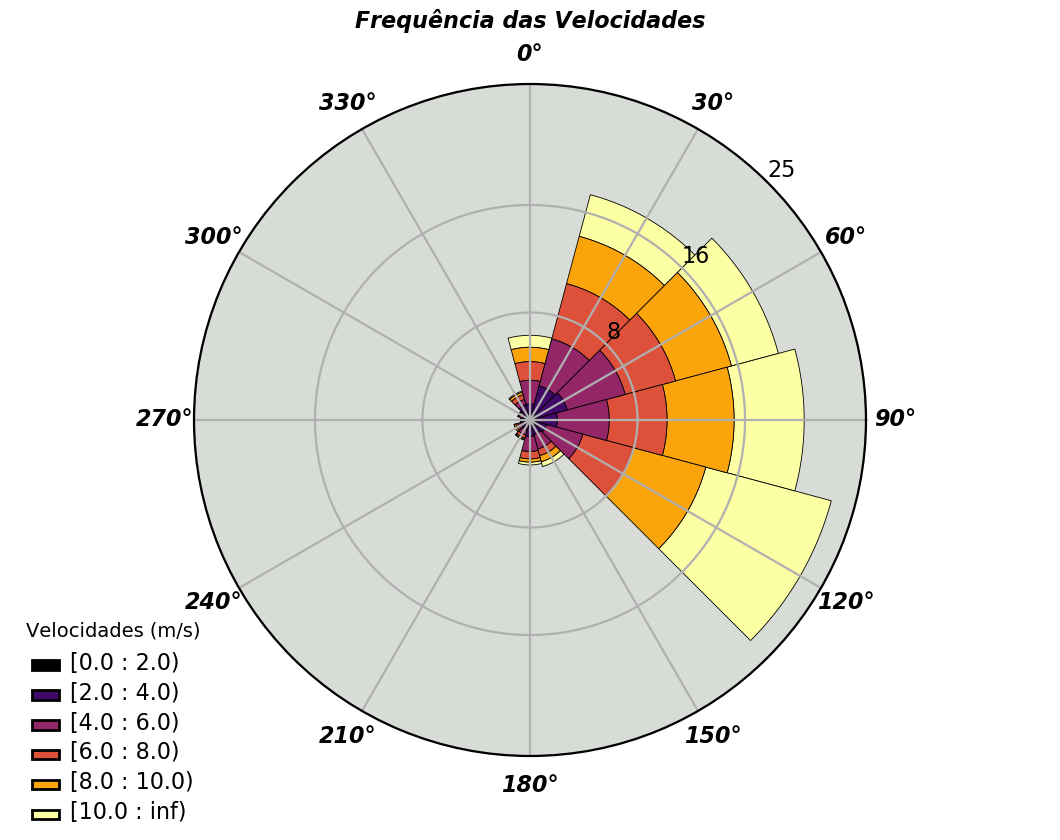 Frequência das Velocidades
0°
330°
30°
25
300°
60°
16
8
270°
90°
240°
120°
210°
150°
180°
Velocidades (m/s)
[0.0 : 2.0)
[2.0 : 4.0)
[4.0 : 6.0)
[6.0 : 8.0)
[8.0 : 10.0)
[10.0 : inf)